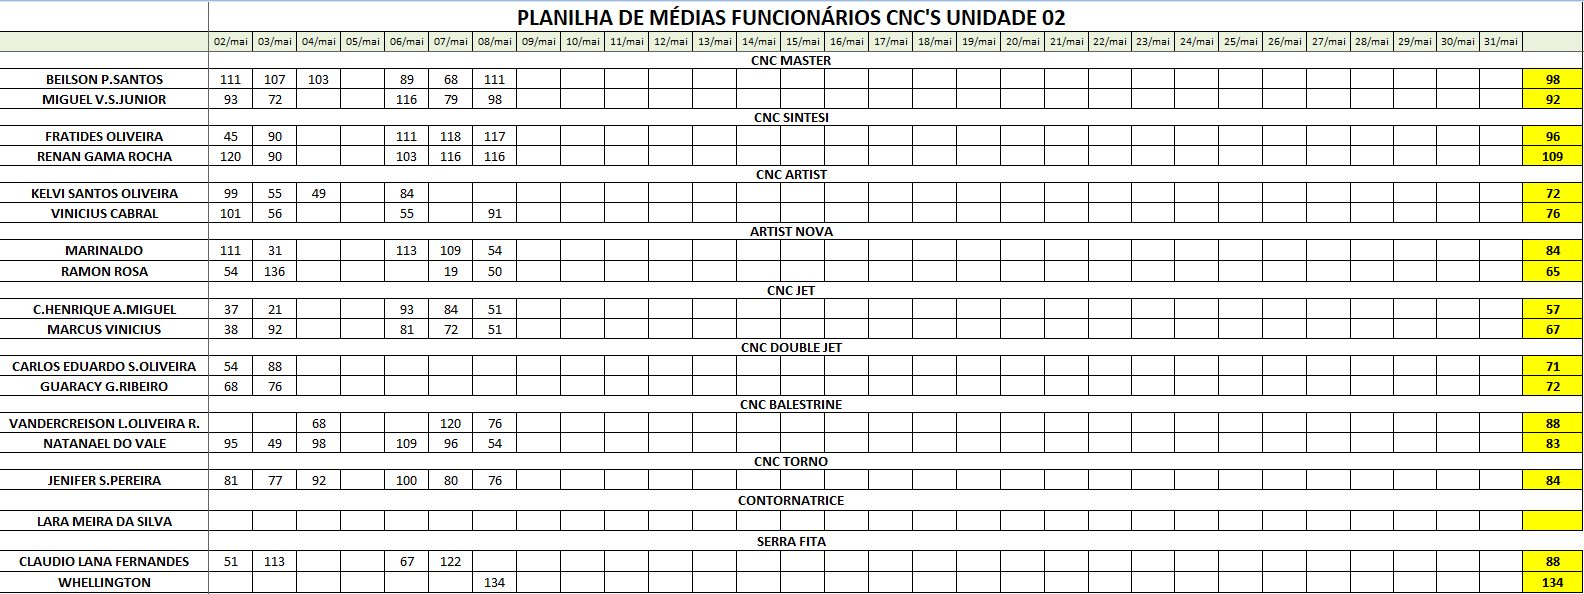 PLANILHA DE MÉDIAS FUNCIONÁRIOS CNC'S UNIDADE 02
02/mai 03/mai 04/mai 05/mai 06/mai 07/mai 08/mai 09/mai 10/mai 11/mai 12/mai 13/mai 14/mai 15/mai 16/mai 17/mai 18/mai 19/mai 20/mai 21/mai 22/mai 23/mai 24/mai 25/mai 26/mai 27/mai 28/mai 29/mai 30/mai 31/mai
CNC MASTER
BEILSON P.SANTOS 111 107 103 89 68 111 98
MIGUEL V.S.JUNIOR 93 72 116 79 98 92
CNC SINTESI
FRATIDES OLIVEIRA 45 90 111 118 117 96
RENAN GAMA ROCHA 120 90 103 116 116 109
CNC ARTIST
KELVI SANTOS OLIVEIRA 99 55 49 84 72
VINICIUS CABRAL 101 56 55 91 76
ARTIST NOVA
MARINALDO 111 31 113 109 54 84
RAMON ROSA 54 136 19 50 65
CNC JET
C.HENRIQUE A.MIGUEL 37 21 93 84 51 57
MARCUS VINICIUS 38 92 81 72 51 67
CNC DOUBLE JET
CARLOS EDUARDO S.OLIVEIRA 54 88 71
GUARACY G.RIBEIRO 68 76 72
CNC BALESTRINE
VANDERCREISON L.OLIVEIRA R. 68 120 76 88
NATANAEL DO VALE 95 49 98 109 96 54 83
CNC TORNO
JENIFER S.PEREIRA 81 77 92 100 80 76 84
CONTORNATRICE
LARA MEIRA DA SILVA
SERRA FITA
CLAUDIO LANA FERNANDES 51 113 67 122 88
WHELLINGTON 134 134